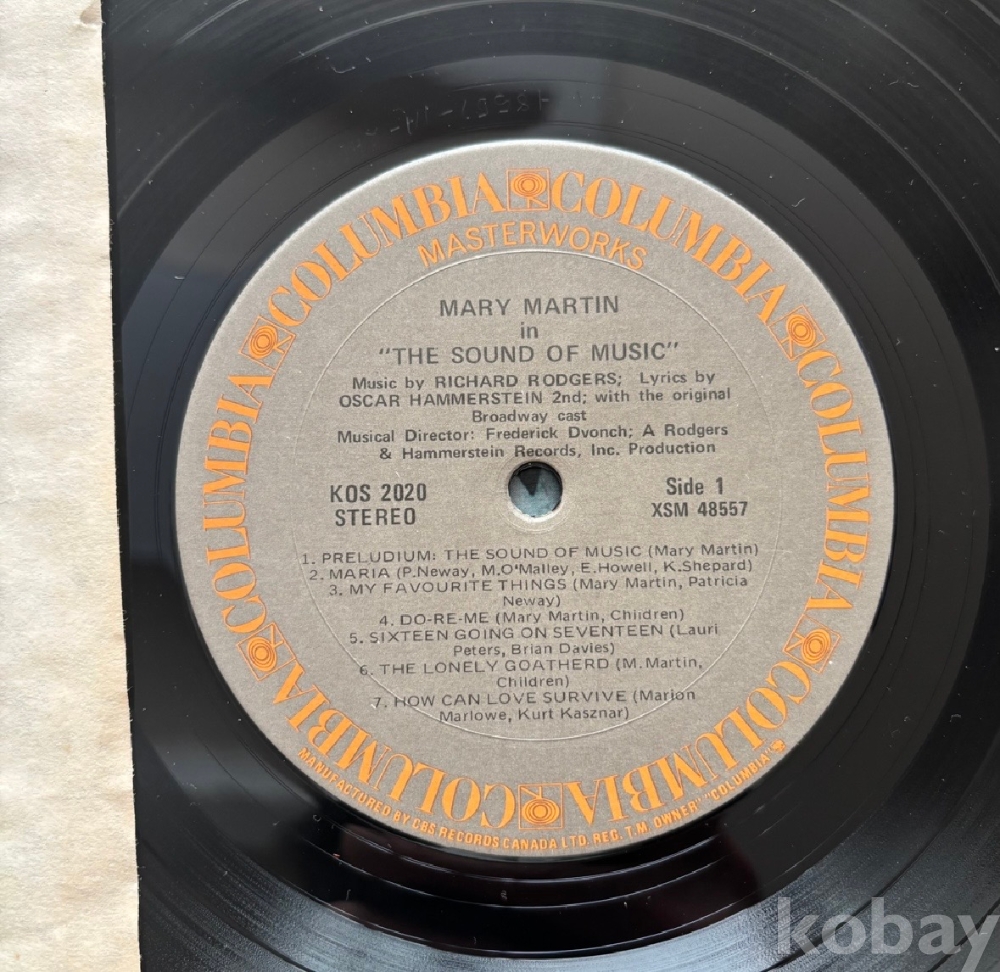 COLUMBIA COLUMBIA COLUMBIA COLUMBIA COLUMBIA COLUMBIA COLUMBIA COLUMBIA
MASTERWORKS
MARY MARTIN
in
"THE SOUND OF MUSIC"
Music by RICHARD RODGERS; Lyrics by
OSCAR HAMMERSTEIN 2nd; with the original
Broadway cast
Musical Director: Frederick Dvonch; A Rodgers
& Hammerstein Records, Inc. Production
KOS 2020 Side 1
STEREO XSM 48557
1. PRELUDIUM: THE SOUND OF MUSIC (Mary Martin)
2. MARIA (P.Neway, M.O'Malley, E.Howell, K.Shepard)
3. MY FAVOURITE THINGS (Mary Martin, Patricia
Neway)
4. DO-RE-ME (Mary Martin, Children)
5. SIXTEEN GOING ON SEVENTEEN (Lauri
Peters, Brian Davies)
6. THE LONELY GOATHERD (M.Martin,
Children)
7. HOW CAN LOVE SURVIVE (Marion
Marlowe, Kurt Kasznar)
MANUFACTURED BY CBS RECORDS CANADA LTD. REG. T.M. OWNER "COLUMBIA"
kobay